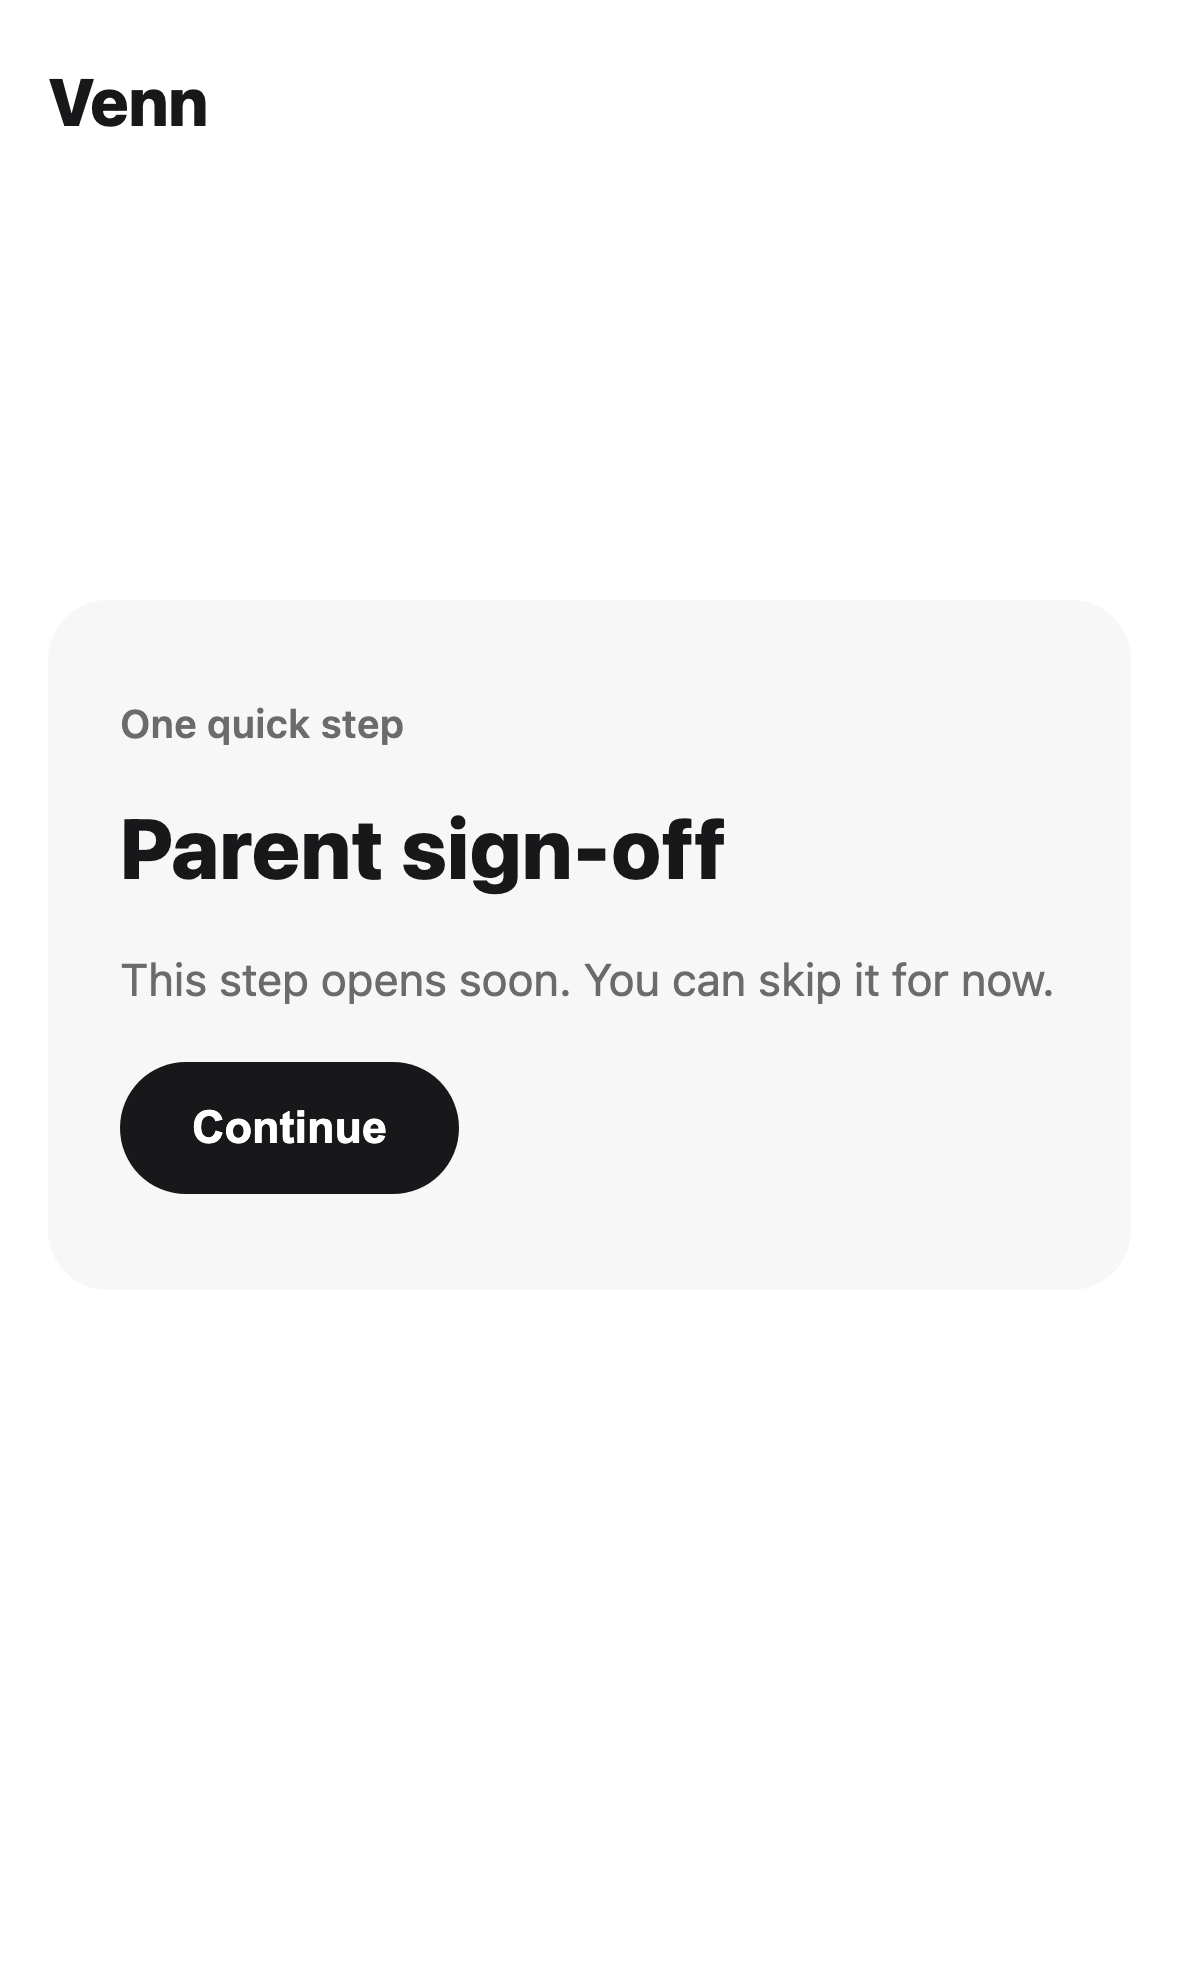 Venn
One quick step
Parent sign-off
This step opens soon. You can skip it for now.
Continue